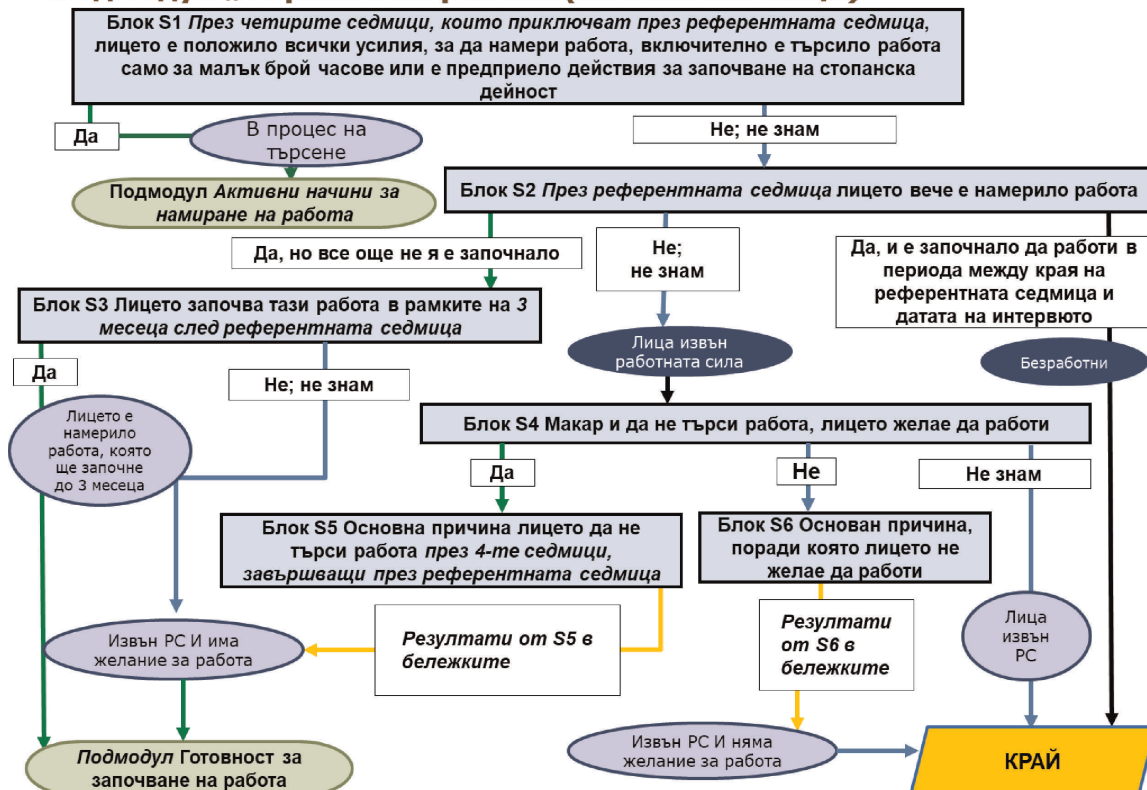 Блок S1 През четирите седмици, които приключват през референтната седмица,
лицето е положило всички усилия, за да намери работа, включително е търсило работа
само за малък брой часове или е предприело действия за започване на стопанска
дейност
Да
В процес на
търсене
Не; не знам
Подмодул Активни начини за
намиране на работа
Блок S2 През референтната седмица лицето вече е намерило работа
Да, но все още не я е започнало
Не;
не знам
Да, и е започнало да работи в
периода между края на
референтната седмица и
датата на интервюто
Блок S3 Лицето започва тази работа в рамките на 3
месеца след референтната седмица
Лица извън
работната сила
Безработни
Да
Не; не знам
Лицето е
намерило
работа, която
ще започне
до 3 месеца
Блок S4 Макар и да не търси работа, лицето желае да работи
Да
Не
Не знам
Блок S5 Основна причина лицето да не
търси работа през 4-те седмици,
завършващи през референтната седмица
Блок S6 Основан причина,
поради която лицето не
желае да работи
Извън РС И има
желание за работа
Резултати от S5 в
бележките
Резултати
от S6 в
бележките
Лица
извън
РС
Подмодул Готовност за
започване на работа
Извън РС И няма
желание за работа
КРАЙ